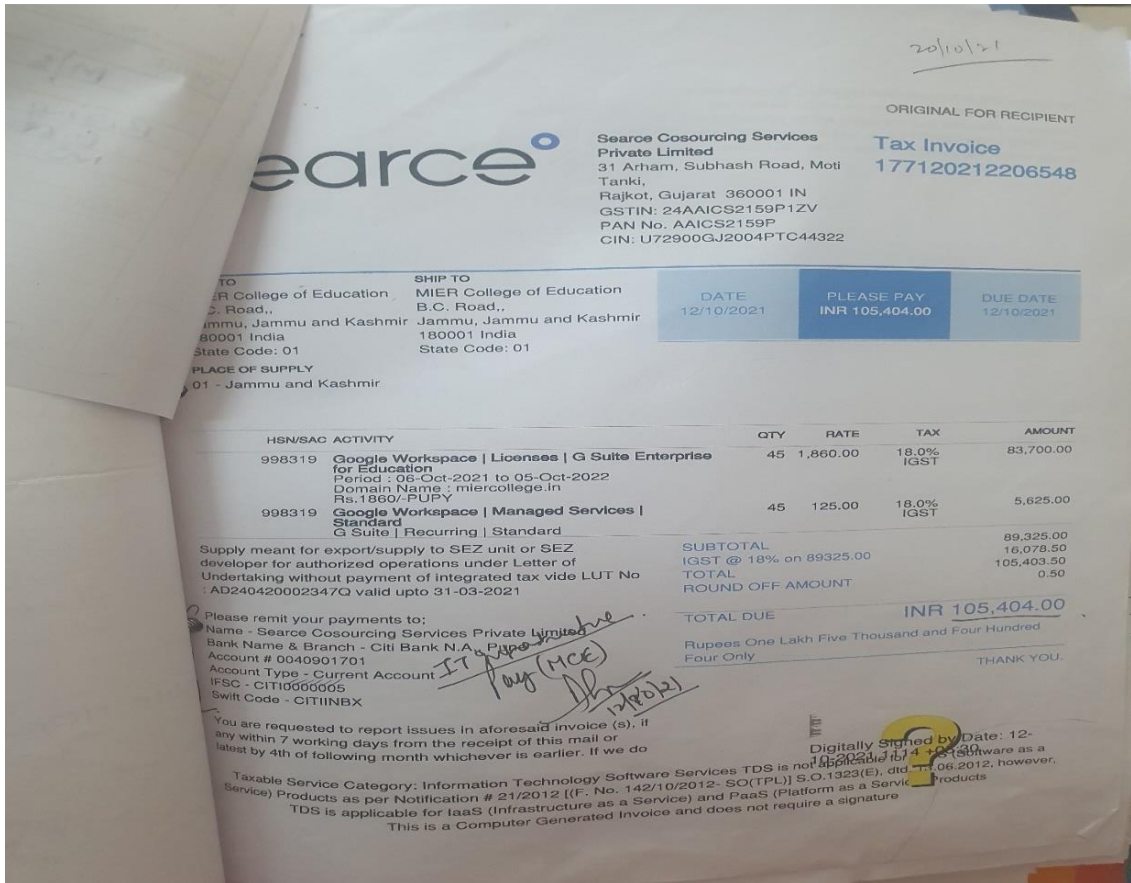 20/10/21
ORIGINAL FOR RECIPIENT
earce
Searce Cosourcing Services
Private Limited
31 Arham, Subhash Road, Moti
Tanki,
Rajkot, Gujarat 360001 IN
GSTIN: 24AAICS2159P1ZV
PAN No. AAICS2159P
CIN: U72900GJ2004PTC44322
Tax Invoice
177120212206548
TO
ER College of Education
C. Road,,
ammu, Jammu and Kashmir
80001 India
State Code: 01
SHIP TO
MIER College of Education
B.C. Road,,
Jammu, Jammu and Kashmir
180001 India
State Code: 01
DATE
12/10/2021
PLEASE PAY
INR 105,404.00
DUE DATE
12/10/2021
PLACE OF SUPPLY
01 - Jammu and Kashmir
HSN/SAC ACTIVITY QTY RATE TAX AMOUNT
998319 Google Workspace | Licenses | G Suite Enterprise 45 1,860.00 18.0% 83,700.00
for Education IGST
Period : 06-Oct-2021 to 05-Oct-2022
Domain Name : miercollege.in
Rs.1860/-PUPY
998319 Google Workspace | Managed Services | 45 125.00 18.0% 5,625.00
Standard IGST
G Suite | Recurring | Standard
Supply meant for export/supply to SEZ unit or SEZ
developer for authorized operations under Letter of
Undertaking without payment of integrated tax vide LUT No
: AD240420002347Q valid upto 31-03-2021
SUBTOTAL 89,325.00
IGST @ 18% on 89325.00 16,078.50
TOTAL 105,403.50
ROUND OFF AMOUNT 0.50
TOTAL DUE INR 105,404.00
Rupees One Lakh Five Thousand and Four Hundred
Four Only
THANK YOU.
Please remit your payments to;
Name - Searce Cosourcing Services Private Limited
Bank Name & Branch - Citi Bank N.A, Pune
Account # 0040901701
Account Type - Current Account
IFSC - CITI0000005
Swift Code - CITIINBX
IT
Pay (MCE)
You are requested to report issues in aforesaid invoice (s), if
any within 7 working days from the receipt of this mail or
latest by 4th of following month whichever is earlier. If we do
Digitally Signed by Date: 12-
Taxable Service Category: Information Technology Software Services TDS is not applicable for (Software as a
Service) Products as per Notification # 21/2012 [(F. No. 142/10/2012- SO(TPL)] S.O.1323(E), dtd. .06.2012, however,
TDS is applicable for IaaS (Infrastructure as a Service) and PaaS (Platform as a Service) Products
This is a Computer Generated Invoice and does not require a signature